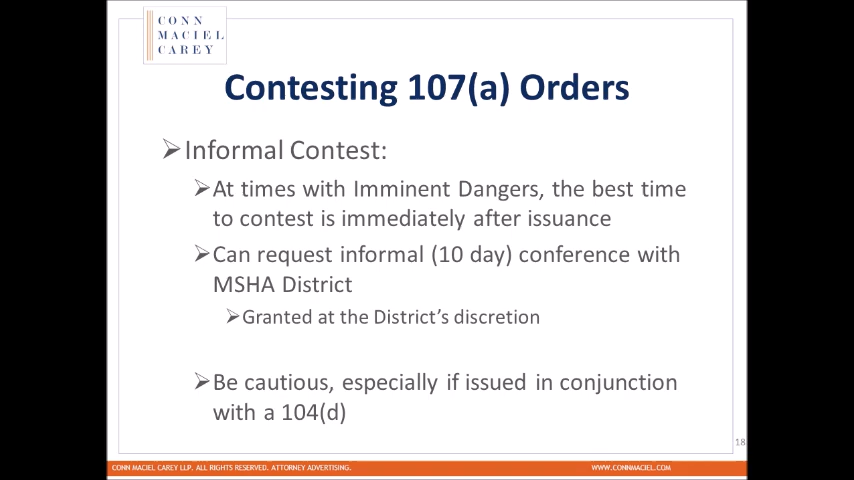 CONN
MACIEL
CAREY
Contesting 107(a) Orders
➢Informal Contest:
➢At times with Imminent Dangers, the best time
to contest is immediately after issuance
➢Can request informal (10 day) conference with
MSHA District
➢Granted at the District’s discretion
➢Be cautious, especially if issued in conjunction
with a 104(d)
18
CONN MACIEL CAREY LLP. ALL RIGHTS RESERVED. ATTORNEY ADVERTISING.
WWW.CONNMACIEL.COM